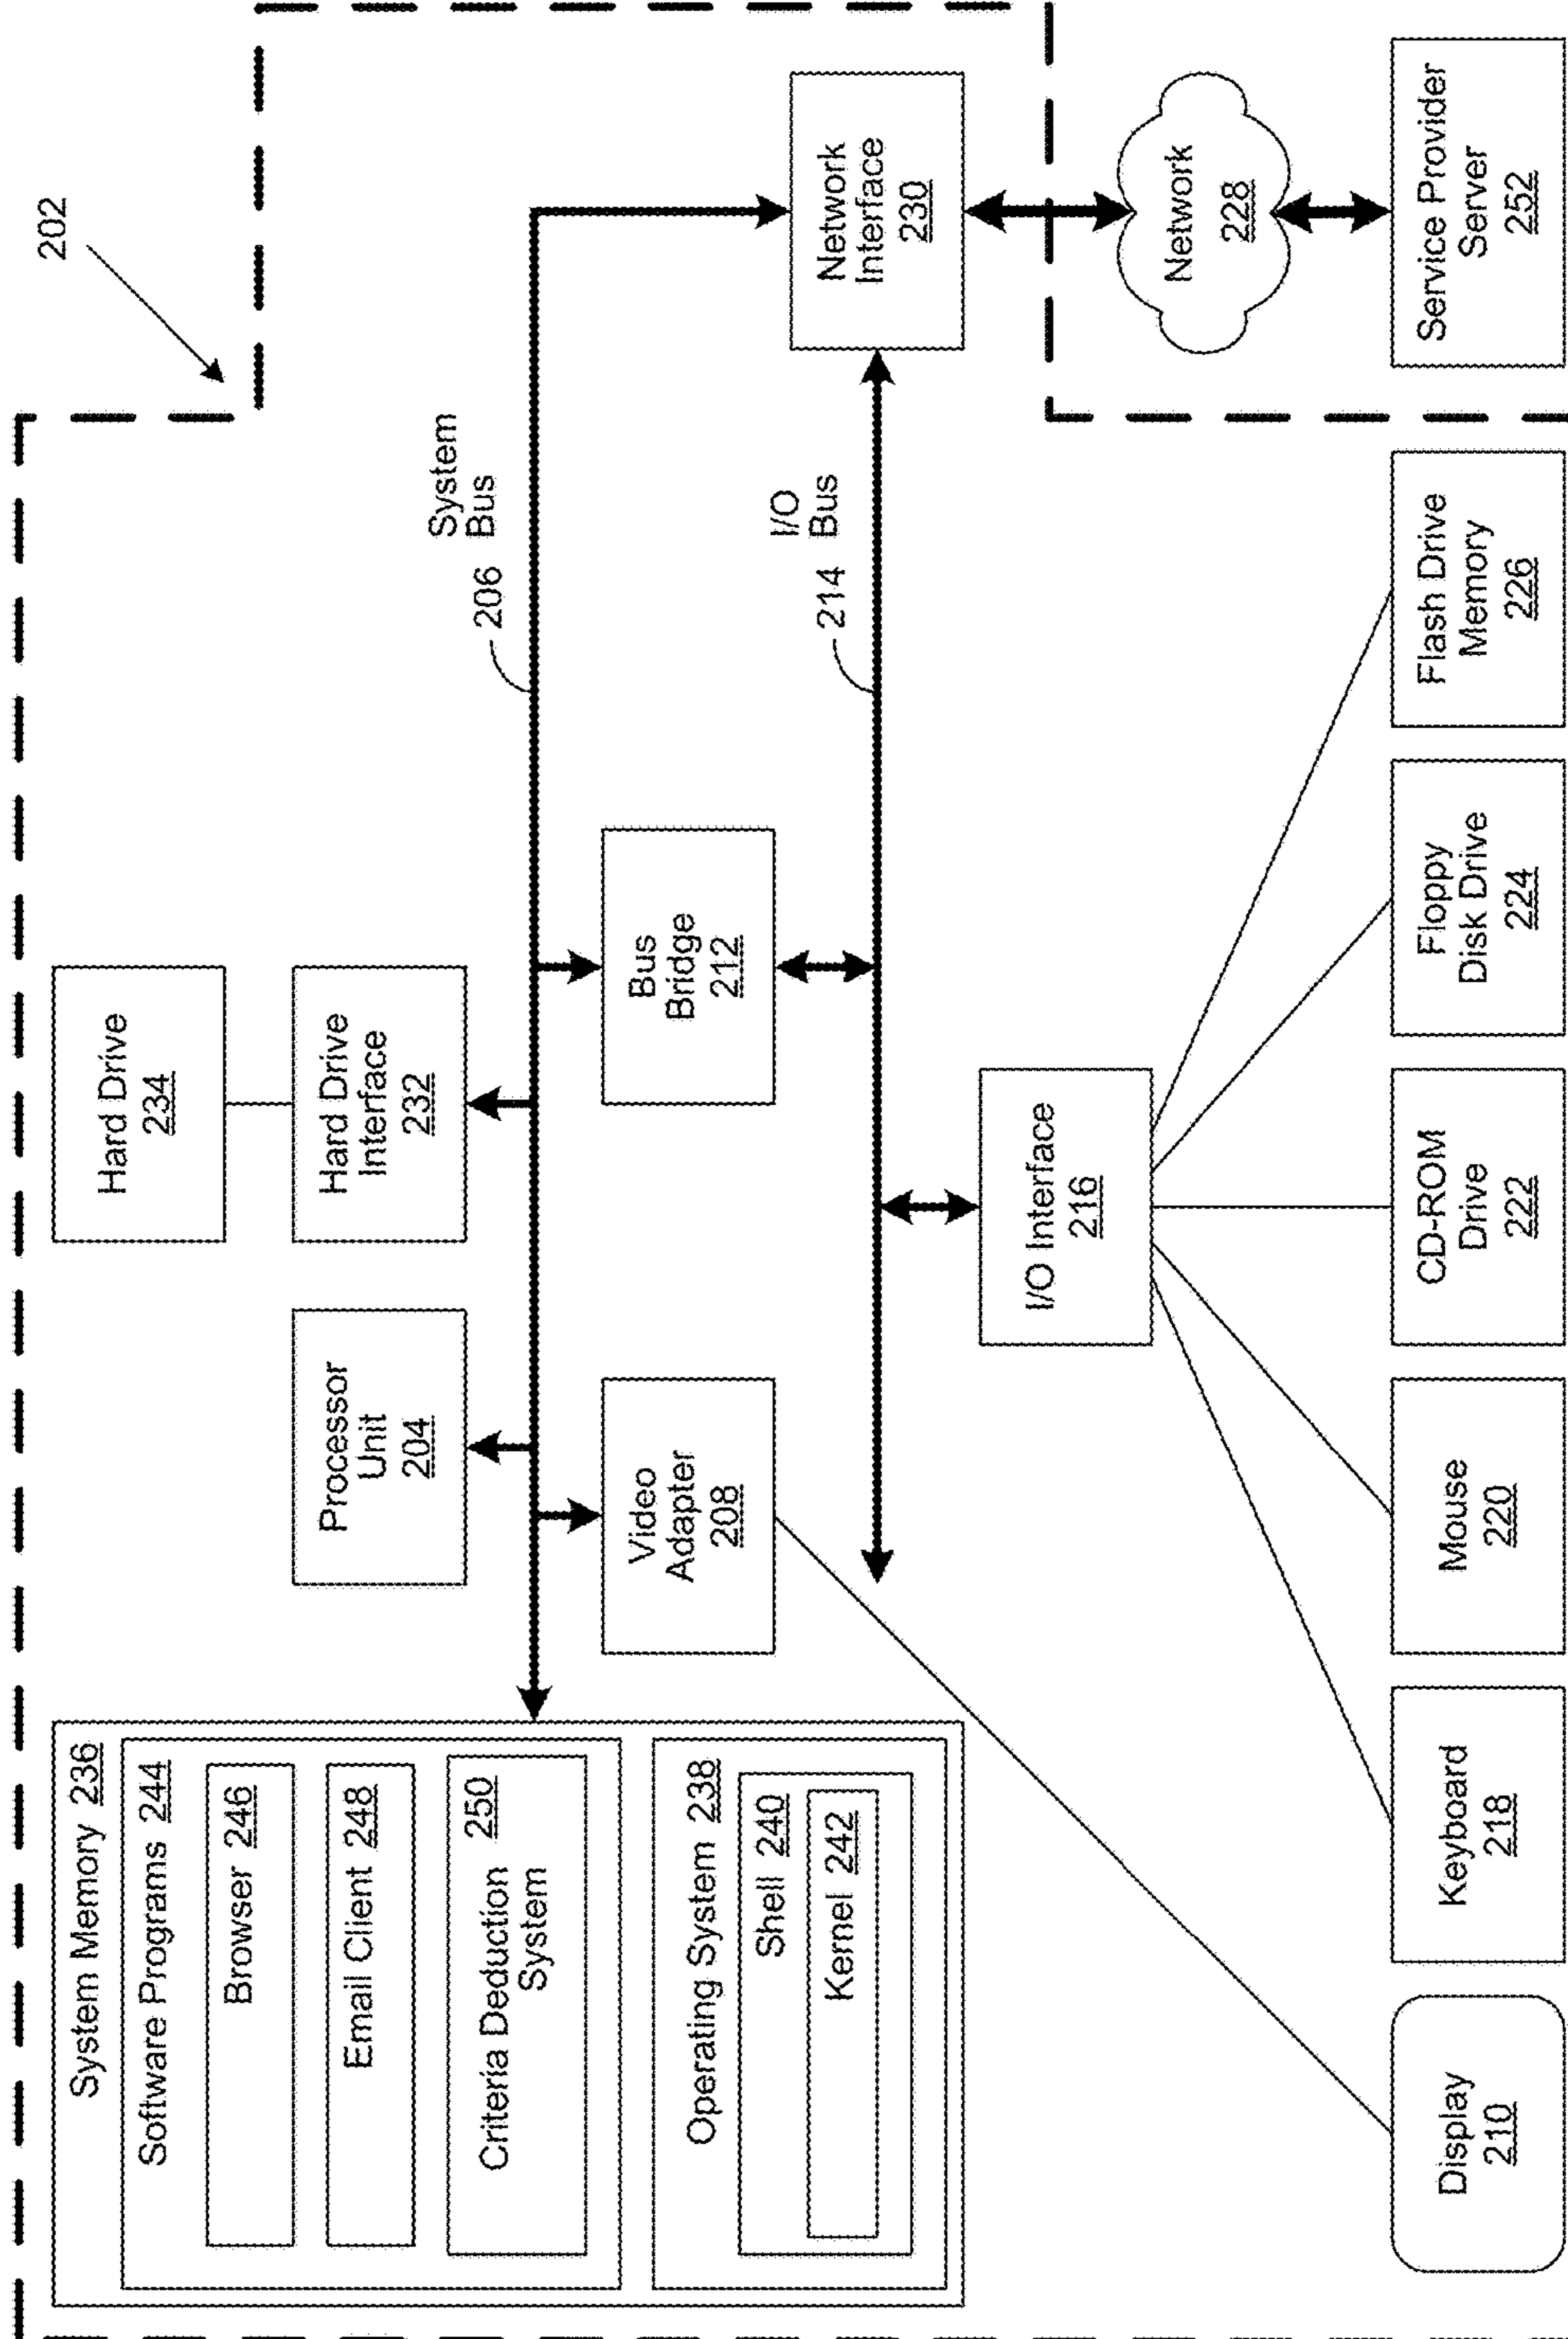 202
System Memory 236
Software Programs 244
Browser 246
Email Client 248
Criteria Deduction 250
System
Operating System 238
Shell 240
Kernel 242
Processor
Unit
204
Hard Drive
234
Hard Drive
Interface
232
System
206 Bus
Video
Adapter
208
Bus
Bridge
212
Network
Interface
230
I/O
214 Bus
I/O Interface
216
Network
228
Display
210
Keyboard
218
Mouse
220
CD-ROM
Drive
222
Floppy
Disk Drive
224
Flash Drive
Memory
226
Service Provider
Server
252